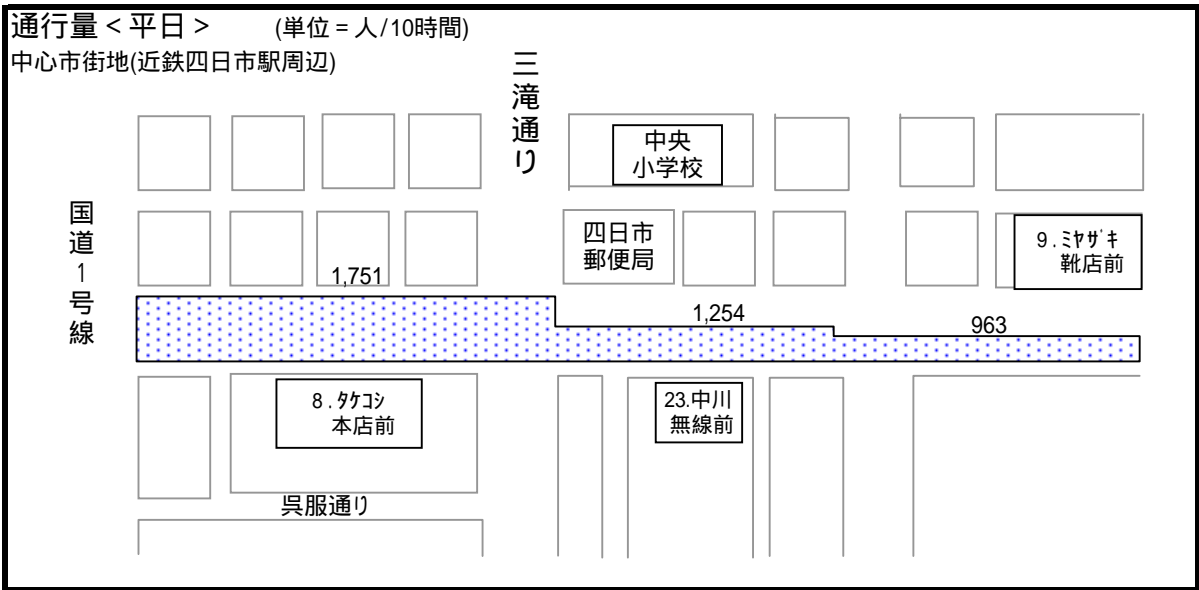 通行量＜平日＞ (単位＝人/10時間)
中心市街地(近鉄四日市駅周辺)
三滝通り
中央
小学校
国道1号線
四日市
郵便局
9.ﾐﾔｻﾞｷ
靴店前
1,751
1,254
963
8.ﾀｹｺｼ
本店前
23.中川
無線前
呉服通り